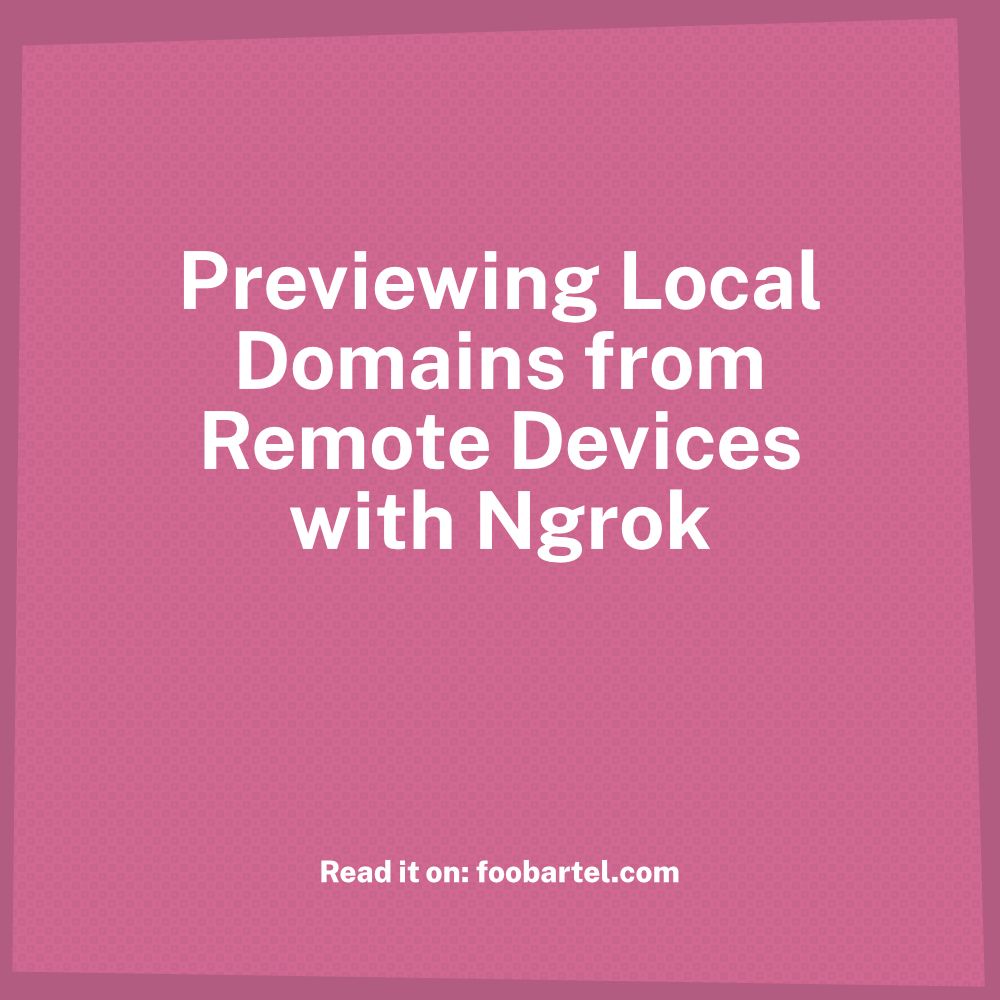 Previewing Local
Domains from
Remote Devices
with Ngrok
Read it on: foobartel.com